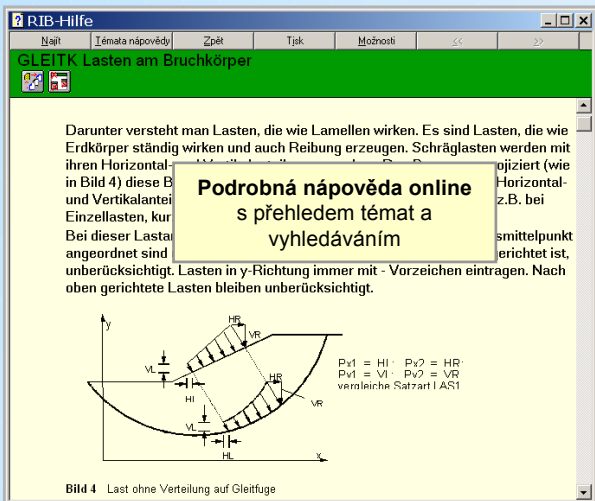 RIB-Hilfe
Najít Témata nápovědy Zpět Tisk Možnosti << >>
GLEITK Lasten am Bruchkörper
Darunter versteht man Lasten, die wie Lamellen wirken. Es sind Lasten, die wie
Erdkörper ständig wirken und auch Reibung erzeugen. Schräglasten werden mit
ihren Horizontal- ojiziert (wie
in Bild 4) diese B Horizontal-
und Vertikalantei z.B. bei
Einzellasten, kur
Bei dieser Lastar smittelpunkt
angeordnet sind erichtet ist,
unberücksichtigt. Lasten in y-Richtung immer mit - Vorzeichen eintragen. Nach
oben gerichtete Lasten bleiben unberücksichtigt.
Podrobná nápověda online
s přehledem témat a
vyhledáváním
y
HR
VR
VL
HI
HR
VR
VL
HL
x
Px1 = HI; Px2 = HR;
Py1 = VI; Py2 = VR
vergleiche Satzart LAS1
Bild 4 Last ohne Verteilung auf Gleitfuge